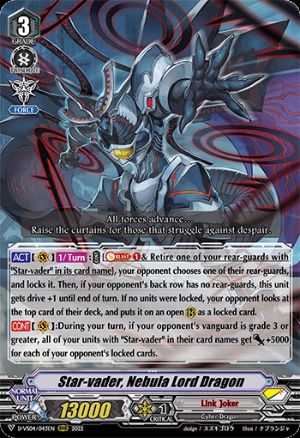 3
GRADE
TWIN DRIVE
FORCE
All forces advance...
Raise the curtains for those that struggle against despair.
ACT 1/Turn & Retire one of your rear-guards with
"Star-vader" in its card name], your opponent chooses one of their rear-guards,
and locks it. Then, if your opponent's back row has no rear-guards, this unit
gets drive +1 until end of turn. If no units were locked, your opponent looks at
the top card of their deck, and puts it on an open as a locked card.
CONT :During your turn, if your opponent's vanguard is grade 3 or
greater, all of your units with "Star-vader" in their card names get +5000
for each of your opponent's locked cards.
NORMAL UNIT
Star-vader, Nebula Lord Dragon
POWER
13000
1
CRITICAL
Link Joker
Cyber Dragon
D-VS04/043EN RRR 2022